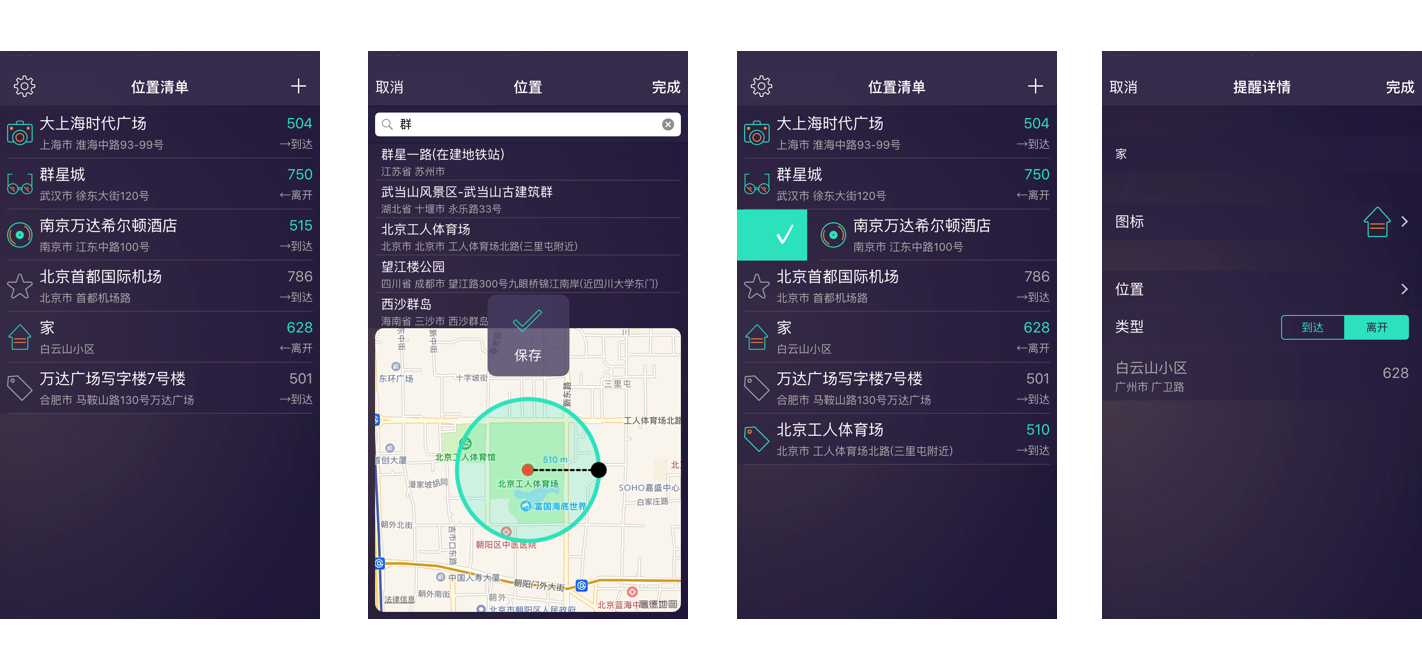 位置清单
大上海时代广场
504
上海市 淮海中路93-99号
→到达
群星城
750
武汉市 徐东大街120号
←离开
南京万达希尔顿酒店
515
南京市 江东中路100号
→到达
北京首都国际机场
786
北京市 首都机场路
→到达
家
628
白云山小区
←离开
万达广场写字楼7号楼
501
合肥市 马鞍山路130号万达广场
→到达
取消
位置
完成
群
群星一路(在建地铁站)
江苏省 苏州市
武当山风景区-武当山古建筑群
湖北省 十堰市 永乐路33号
北京工人体育场
北京市 北京市 工人体育场北路(三里屯附近)
望江楼公园
四川省 成都市 望江路300号九眼桥锦江南岸(近四川大学东门)
西沙群岛
海南省 三沙市 西沙群岛
保存
东中街
新中街
东环广场
十字坡街
新东路
三里屯
工人体育场北路
北京工人体育馆
510 m
首创大厦
北京工人体育场
潘家坡胡同
SOHO嘉盛中心
白家庄路
富国海底世界
朝外北街
吉市口东路
朝阳区中医医院
中国人寿大厦
朝阳门外大街
法律信息
朝外南街
朝外
北京市朝阳区人民政府
北京蓝海中
位置清单
大上海时代广场
504
上海市 淮海中路93-99号
→到达
群星城
750
武汉市 徐东大街120号
←离开
南京万达希尔顿酒店
南京市 江东中路100号
北京首都国际机场
786
北京市 首都机场路
→到达
家
628
白云山小区
←离开
万达广场写字楼7号楼
501
合肥市 马鞍山路130号万达广场
→到达
北京工人体育场
510
北京市 工人体育场北路(三里屯附近)
→到达
取消
提醒详情
完成
家
图标
位置
类型
到达
离开
白云山小区
628
广州市 广卫路